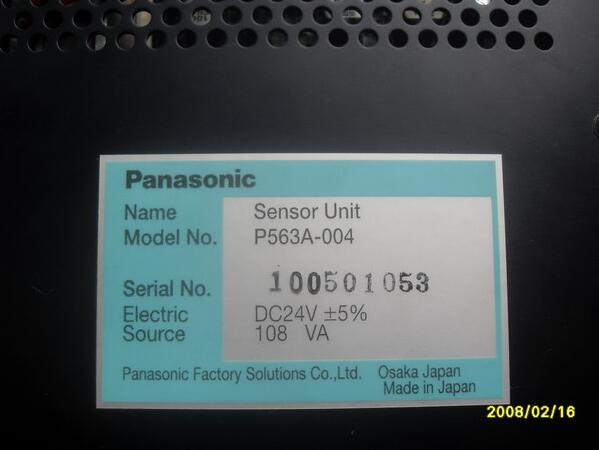 Panasonic
Name Sensor Unit
Model No. P563A-004
Serial No. 100501053
Electric DC24V ±5%
Source 108 VA
Panasonic Factory Solutions Co.,Ltd. Osaka Japan
Made in Japan
2008/02/16